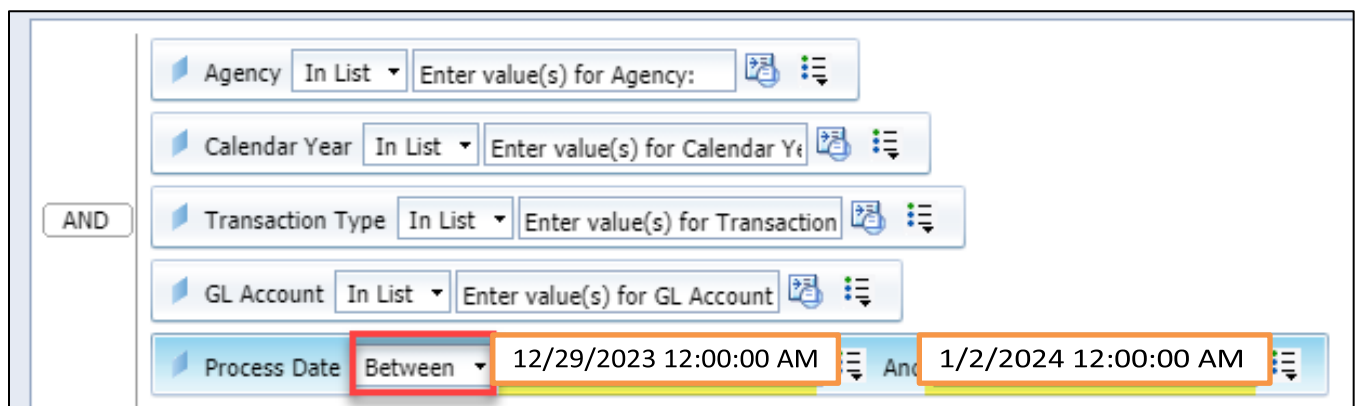 Agency In List Enter value(s) for Agency:
Calendar Year In List Enter value(s) for Calendar Ye
AND
Transaction Type In List Enter value(s) for Transaction
GL Account In List Enter value(s) for GL Account
Process Date Between 12/29/2023 12:00:00 AM And 1/2/2024 12:00:00 AM